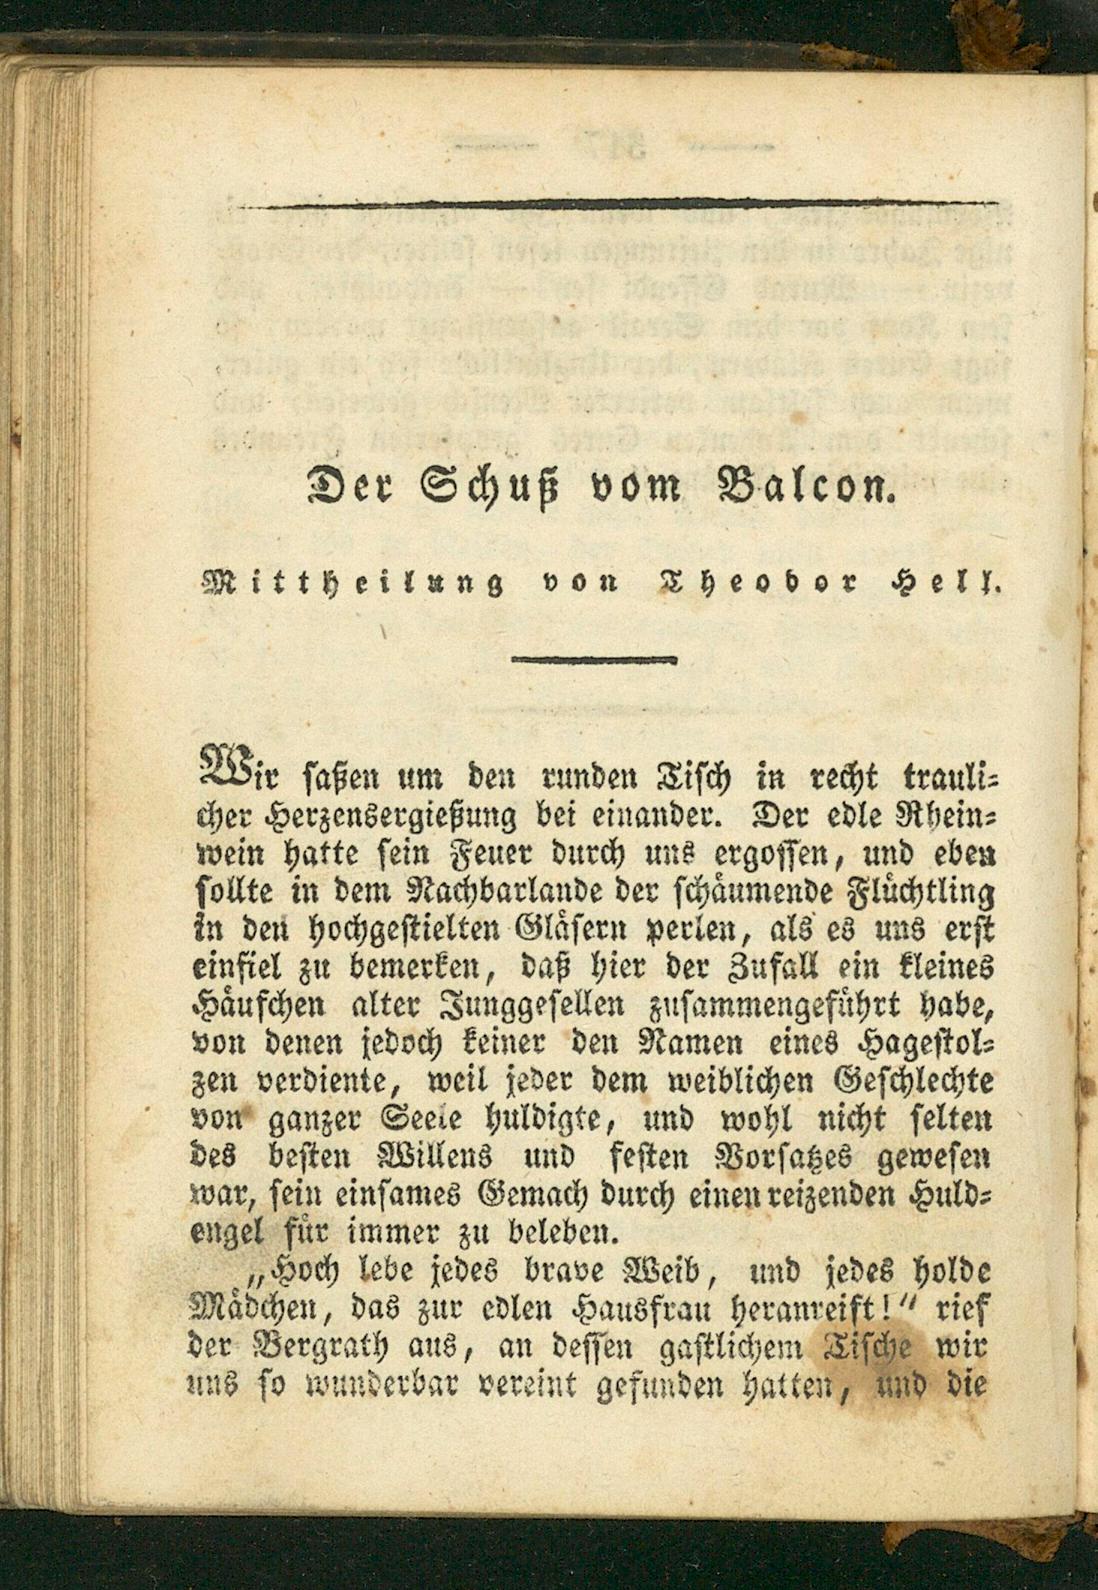 Der Schuß vom Balcon.
Mittheilung von Theodor Hell.
Wir saßen um den runden Tisch in recht trauli-
cher Herzensergießung bei einander. Der edle Rhein-
wein hatte sein Feuer durch uns ergossen, und eben
sollte in dem Nachbarlande der schäumende Flüchtling
in den hochgestielten Gläsern perlen, als es uns erst
einfiel zu bemerken, daß hier der Zufall ein kleines
Häufchen alter Junggesellen zusammengeführt habe,
von denen jedoch keiner den Namen eines Hagestol-
zen verdiente, weil jeder dem weiblichen Geschlechte
von ganzer Seele huldigte, und wohl nicht selten
des besten Willens und festen Vorsatzes gewesen
war, sein einsames Gemach durch einen reizenden Huld-
engel für immer zu beleben.
„Hoch lebe jedes brave Weib, und jedes holde
Mädchen, das zur edlen Hausfrau heranreift!“ rief
der Bergrath aus, an dessen gastlichem Tische wir
uns so wunderbar vereint gefunden hatten, und die